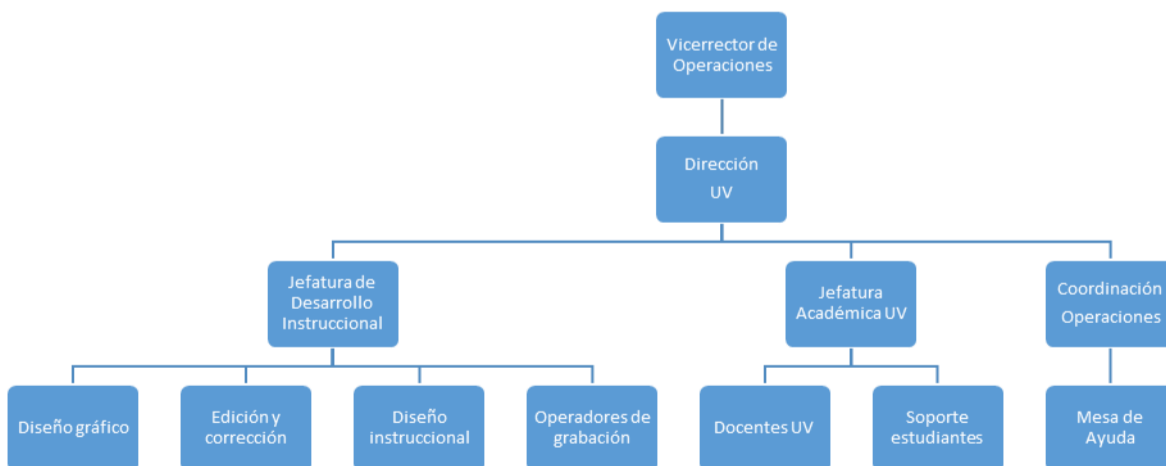 Vicerrector de
Operaciones
Dirección
UV
Jefatura de
Desarrollo
Instruccional
Jefatura
Académica UV
Coordinación
Operaciones
Diseño gráfico
Edición y
corrección
Diseño
instruccional
Operadores de
grabación
Docentes UV
Soporte
estudiantes
Mesa de
Ayuda